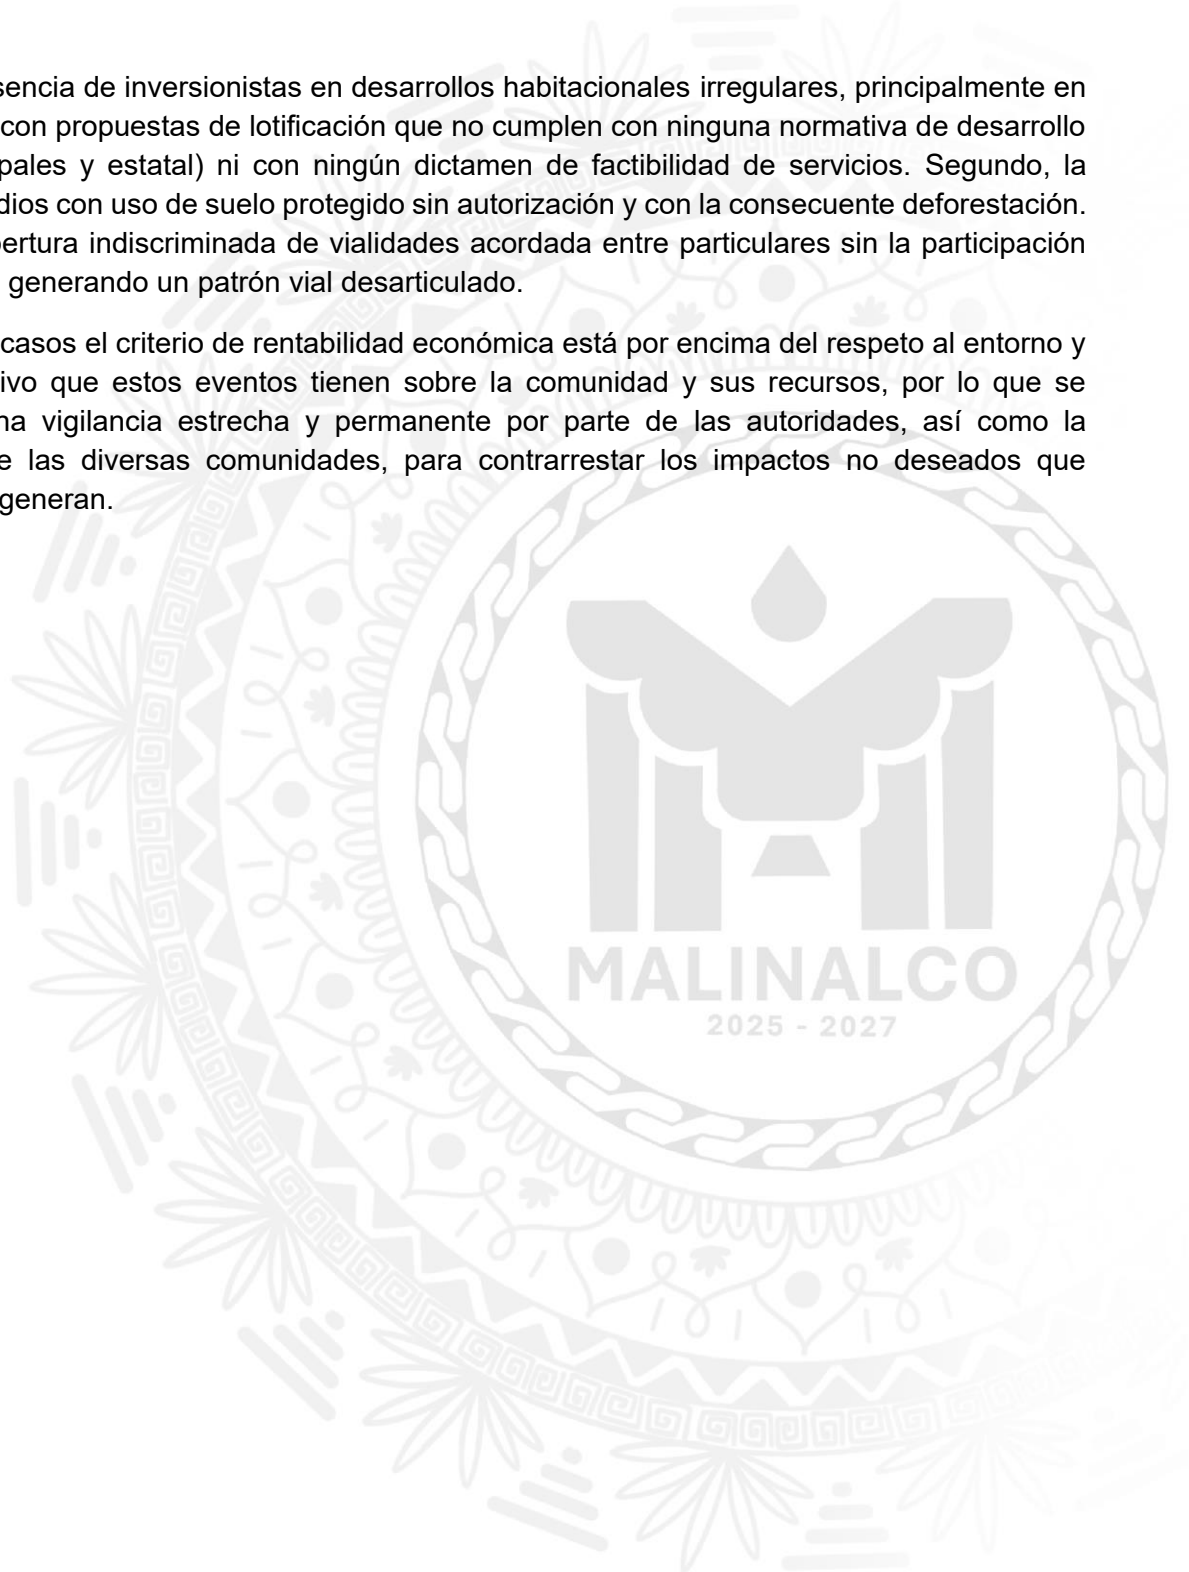 sencia de inversionistas en desarrollos habitacionales irregulares, principalmente en
con propuestas de lotificación que no cumplen con ninguna normativa de desarrollo
pales y estatal) ni con ningún dictamen de factibilidad de servicios. Segundo, la
dios con uso de suelo protegido sin autorización y con la consecuente deforestación.
ertura indiscriminada de vialidades acordada entre particulares sin la participación
generando un patrón vial desarticulado.
casos el criterio de rentabilidad económica está por encima del respeto al entorno y
ivo que estos eventos tienen sobre la comunidad y sus recursos, por lo que se
na vigilancia estrecha y permanente por parte de las autoridades, así como la
e las diversas comunidades, para contrarrestar los impactos no deseados que
generan.
MALINALCO
2025 - 2027